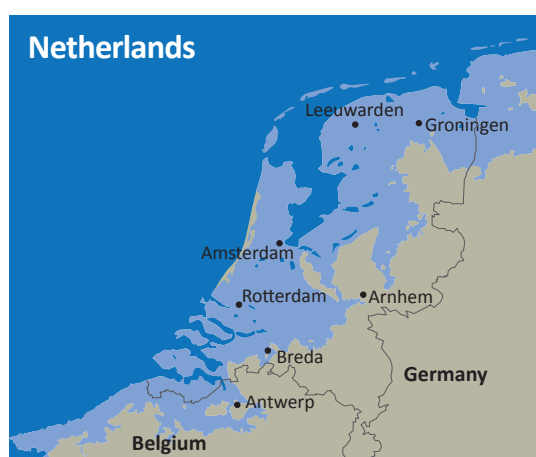 Netherlands
Leeuwarden
Groningen
Amsterdam
Rotterdam
Arnhem
Breda
Germany
Antwerp
Belgium